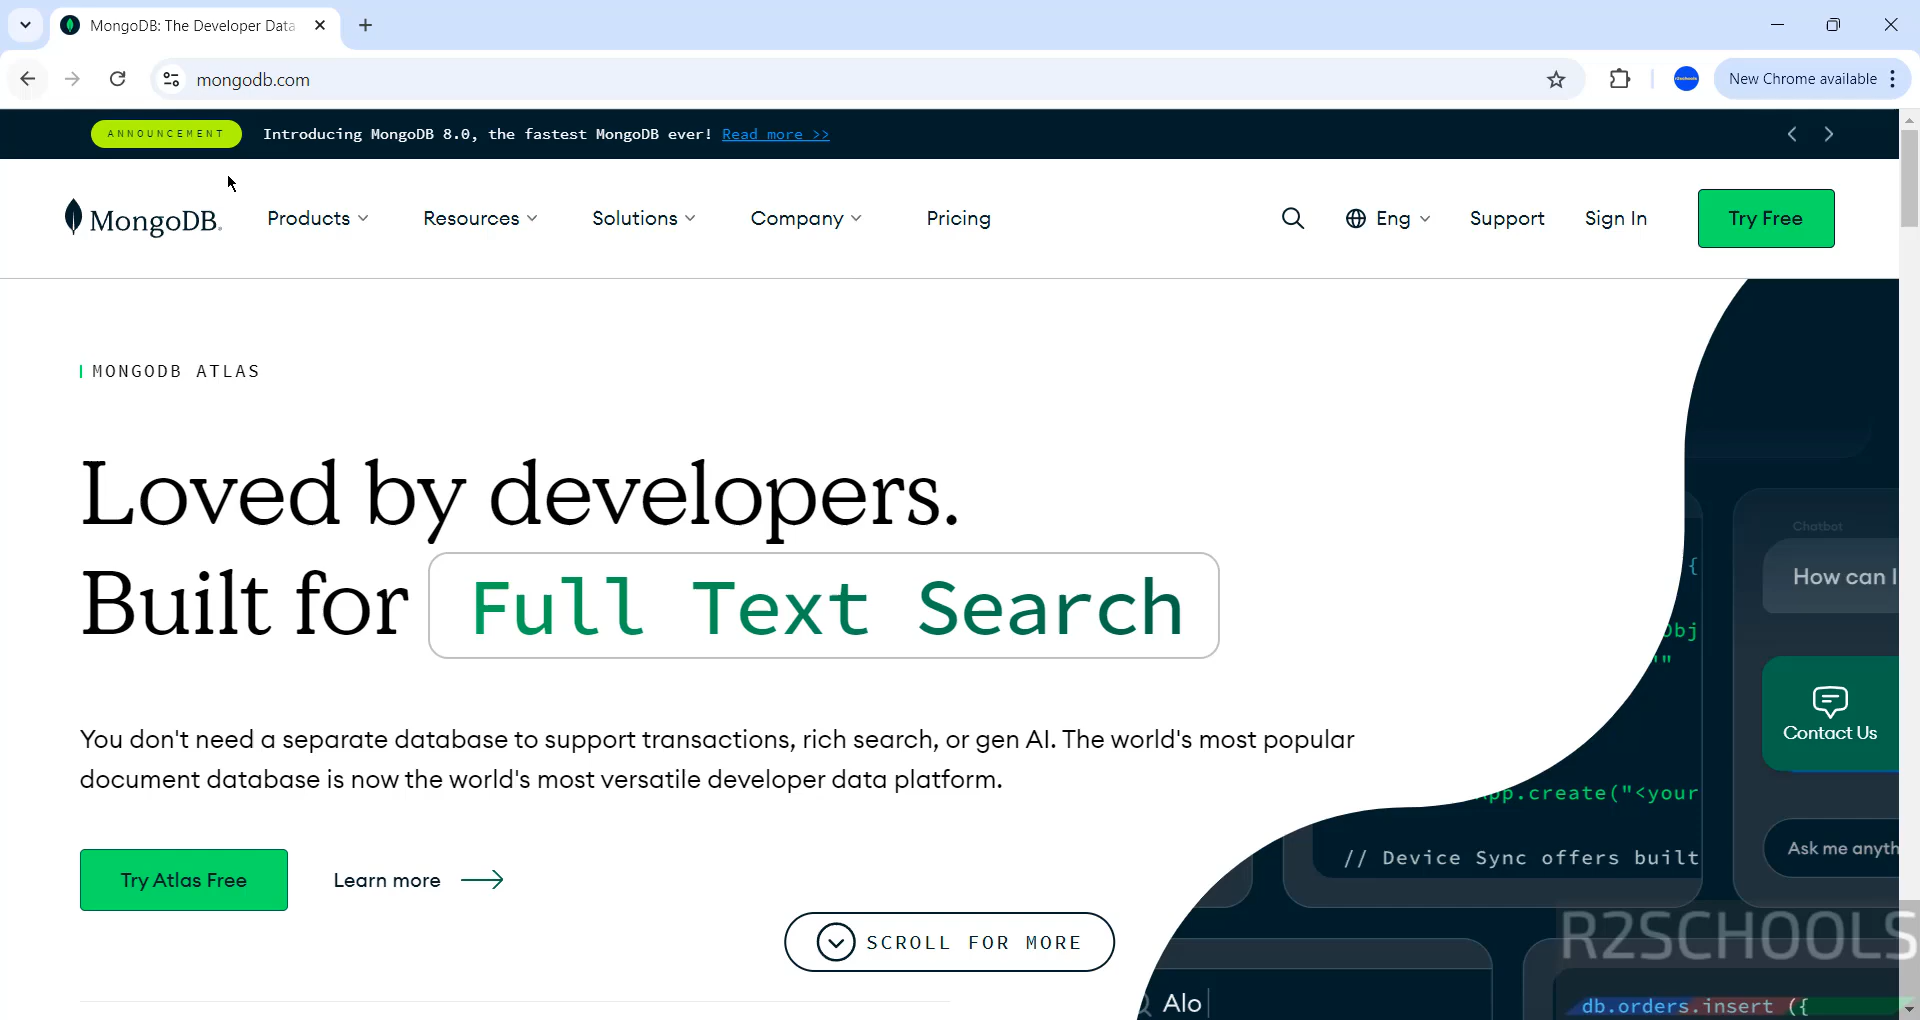 MongoDB: The Developer Data
mongodb.com
New Chrome available
ANNOUNCEMENT Introducing MongoDB 8.0, the fastest MongoDB ever! Read more >>
MongoDB. Products Resources Solutions Company Pricing Eng Support Sign In Try Free
MONGODB ATLAS
Loved by developers.
Built for Full Text Search
Chatbot
How can I
{
Obj
"
Contact Us
You don't need a separate database to support transactions, rich search, or gen AI. The world's most popular
document database is now the world's most versatile developer data platform.
App.create("<your
Ask me anyth
// Device Sync offers built
Try Atlas Free Learn more
SCROLL FOR MORE
R2SCHOOLS
Alo
db.orders.insert ({